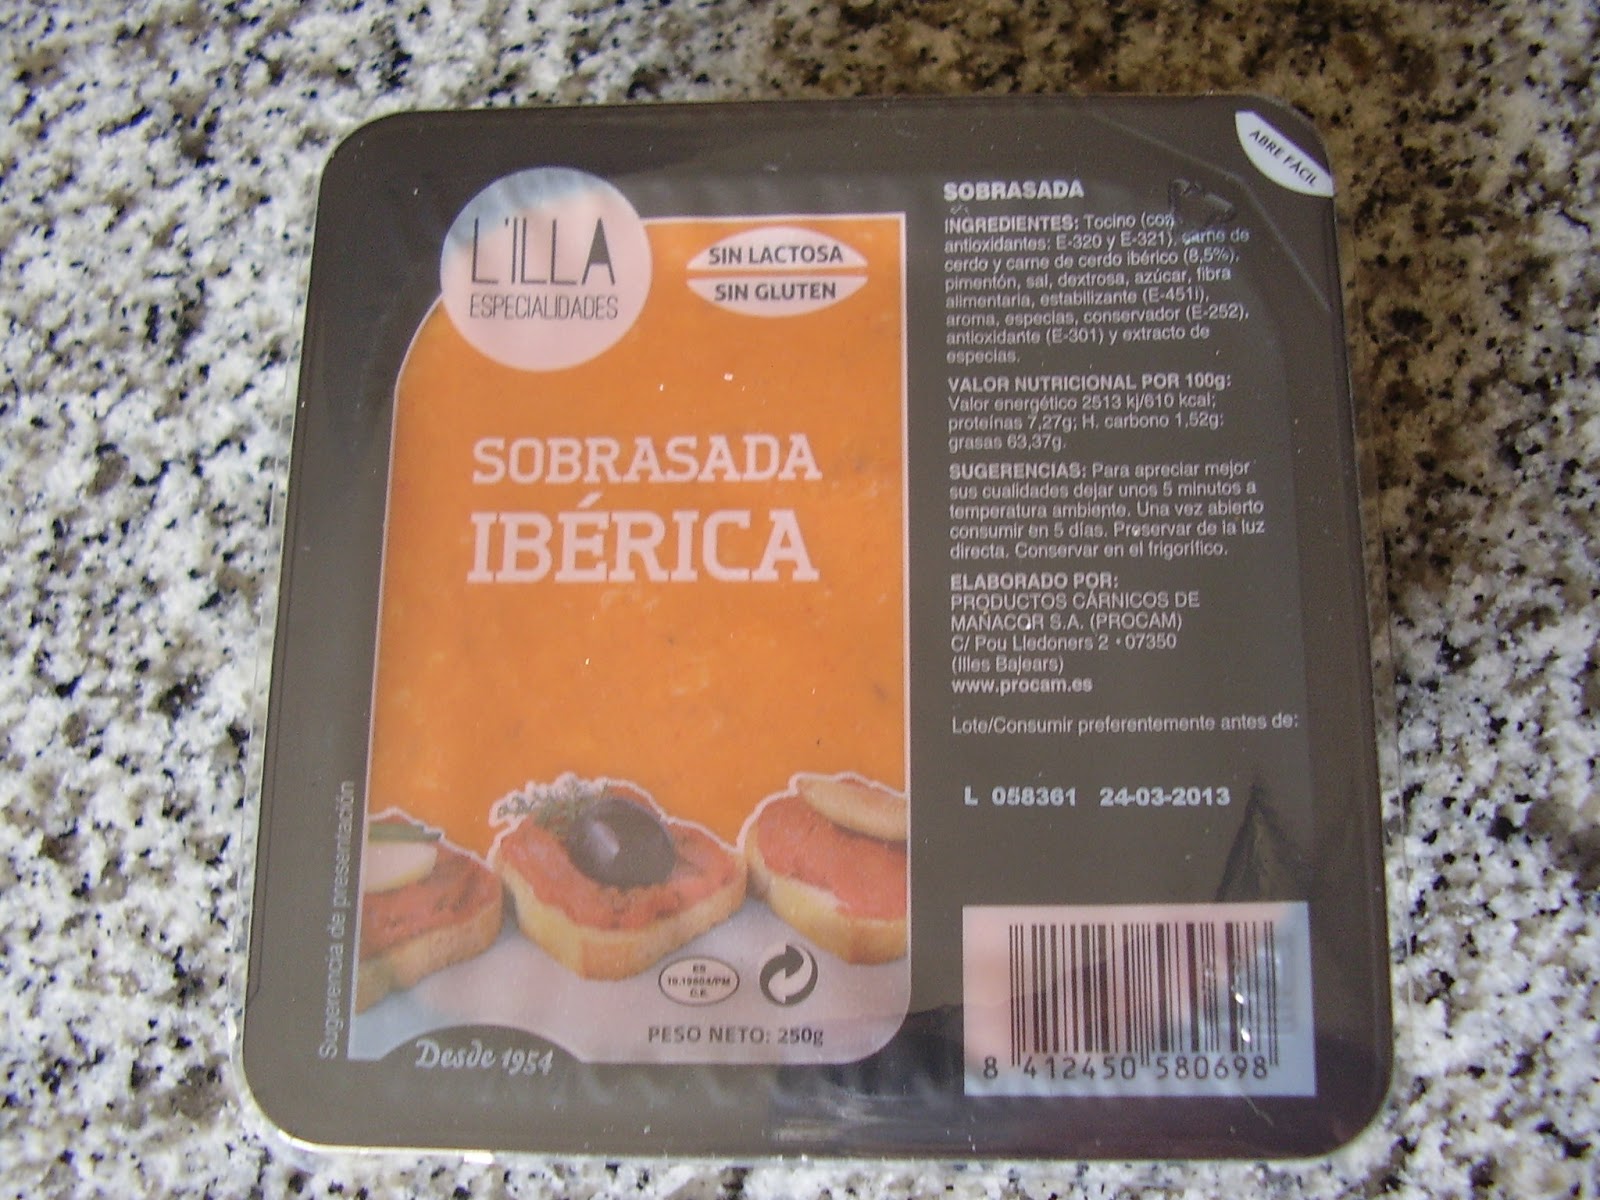 L'ILLA
ESPECIALIDADES
SIN LACTOSA
SIN GLUTEN
SOBRASADA
IBÉRICA
PESO NETO: 250g
Desde 1954
Sugerencia de presentación
ABRE FÁCIL
SOBRASADA
INGREDIENTES: Tocino (con
antioxidantes: E-320 y E-321), carne de
cerdo y carne de cerdo ibérico (8,5%),
pimentón, sal, dextrosa, azúcar, fibra
alimentaria, estabilizante (E-451i),
aroma, especias, conservador (E-252),
antioxidante (E-301) y extracto de
especias.
VALOR NUTRICIONAL POR 100g:
Valor energético 2513 kj/610 kcal;
proteínas 7,27g; H. carbono 1,52g;
grasas 63,37g.
SUGERENCIAS: Para apreciar mejor
sus cualidades dejar unos 5 minutos a
temperatura ambiente. Una vez abierto
consumir en 5 días. Preservar de la luz
directa. Conservar en el frigorífico.
ELABORADO POR:
PRODUCTOS CÁRNICOS DE
MANACOR S.A. (PROCAM)
C/ Pou Lledoners 2 · 07350
(Illes Balears)
www.procam.es
Lote/Consumir preferentemente antes de:
L 058361 24-03-2013
8 412450 580698